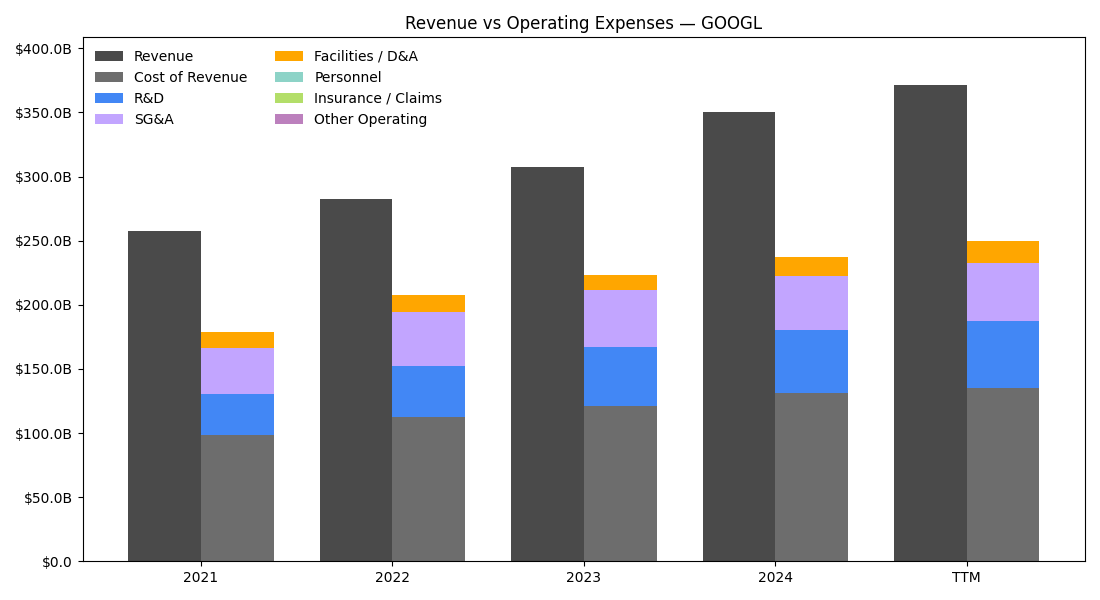 Revenue vs Operating Expenses — GOOGL
$400.0B
$350.0B
$300.0B
$250.0B
$200.0B
$150.0B
$100.0B
$50.0B
$0.0
Revenue
Cost of Revenue
R&D
SG&A
Facilities / D&A
Personnel
Insurance / Claims
Other Operating
2021
2022
2023
2024
TTM